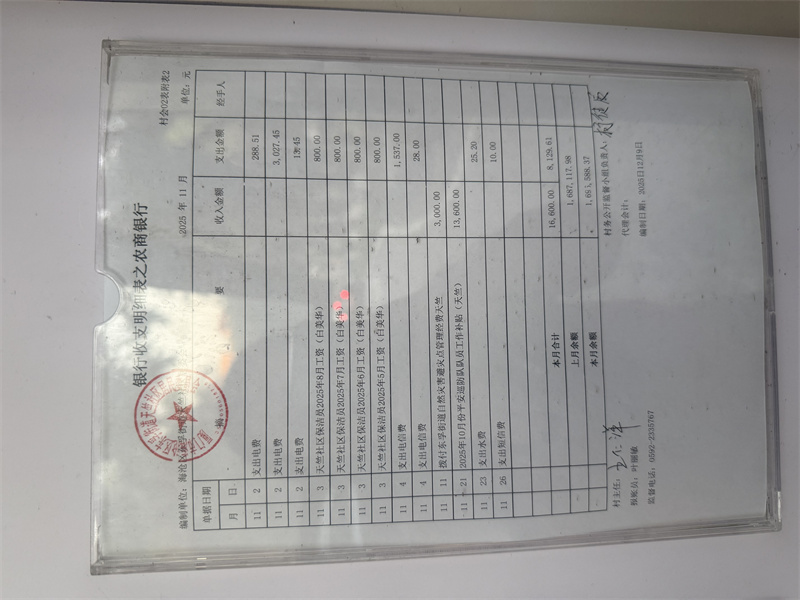 村会02表附表2
银行收支明细表之农商银行
编制单位：海沧 2025 年 11 月 单位：元
单据日期 摘 要 收入金额 支出金额 经手人
月 日
11 2 支出电费 288.51
11 2 支出电费 3,027.45
11 2 支出电费
11 3 天竺社区保洁员2025年8月工资（白美华） 800.00
11 3 天竺社区保洁员2025年7月工资（白美华） 800.00
11 3 天竺社区保洁员2025年6月工资（白美华） 800.00
11 3 天竺社区保洁员2025年5月工资（白美华） 800.00
11 4 支出电信费 1,537.00
11 4 支出电信费 28.00
11 11 拨付东孚街道自然灾害避灾点管理经费天竺 3,000.00
11 21 2025年10月份平安巡防队队员工作补贴（天竺） 13,600.00
11 23 支出水费 25.20
11 26 支出短信费 10.00
本月合计 16,600.00 8,129.61
上月余额 1,687,117.98
本月余额
村主任： 村务公开监督小组负责人：
报账员：叶丽敏 代理会计：
监督电话：0592-2335767 编制日期：2025年12月9日